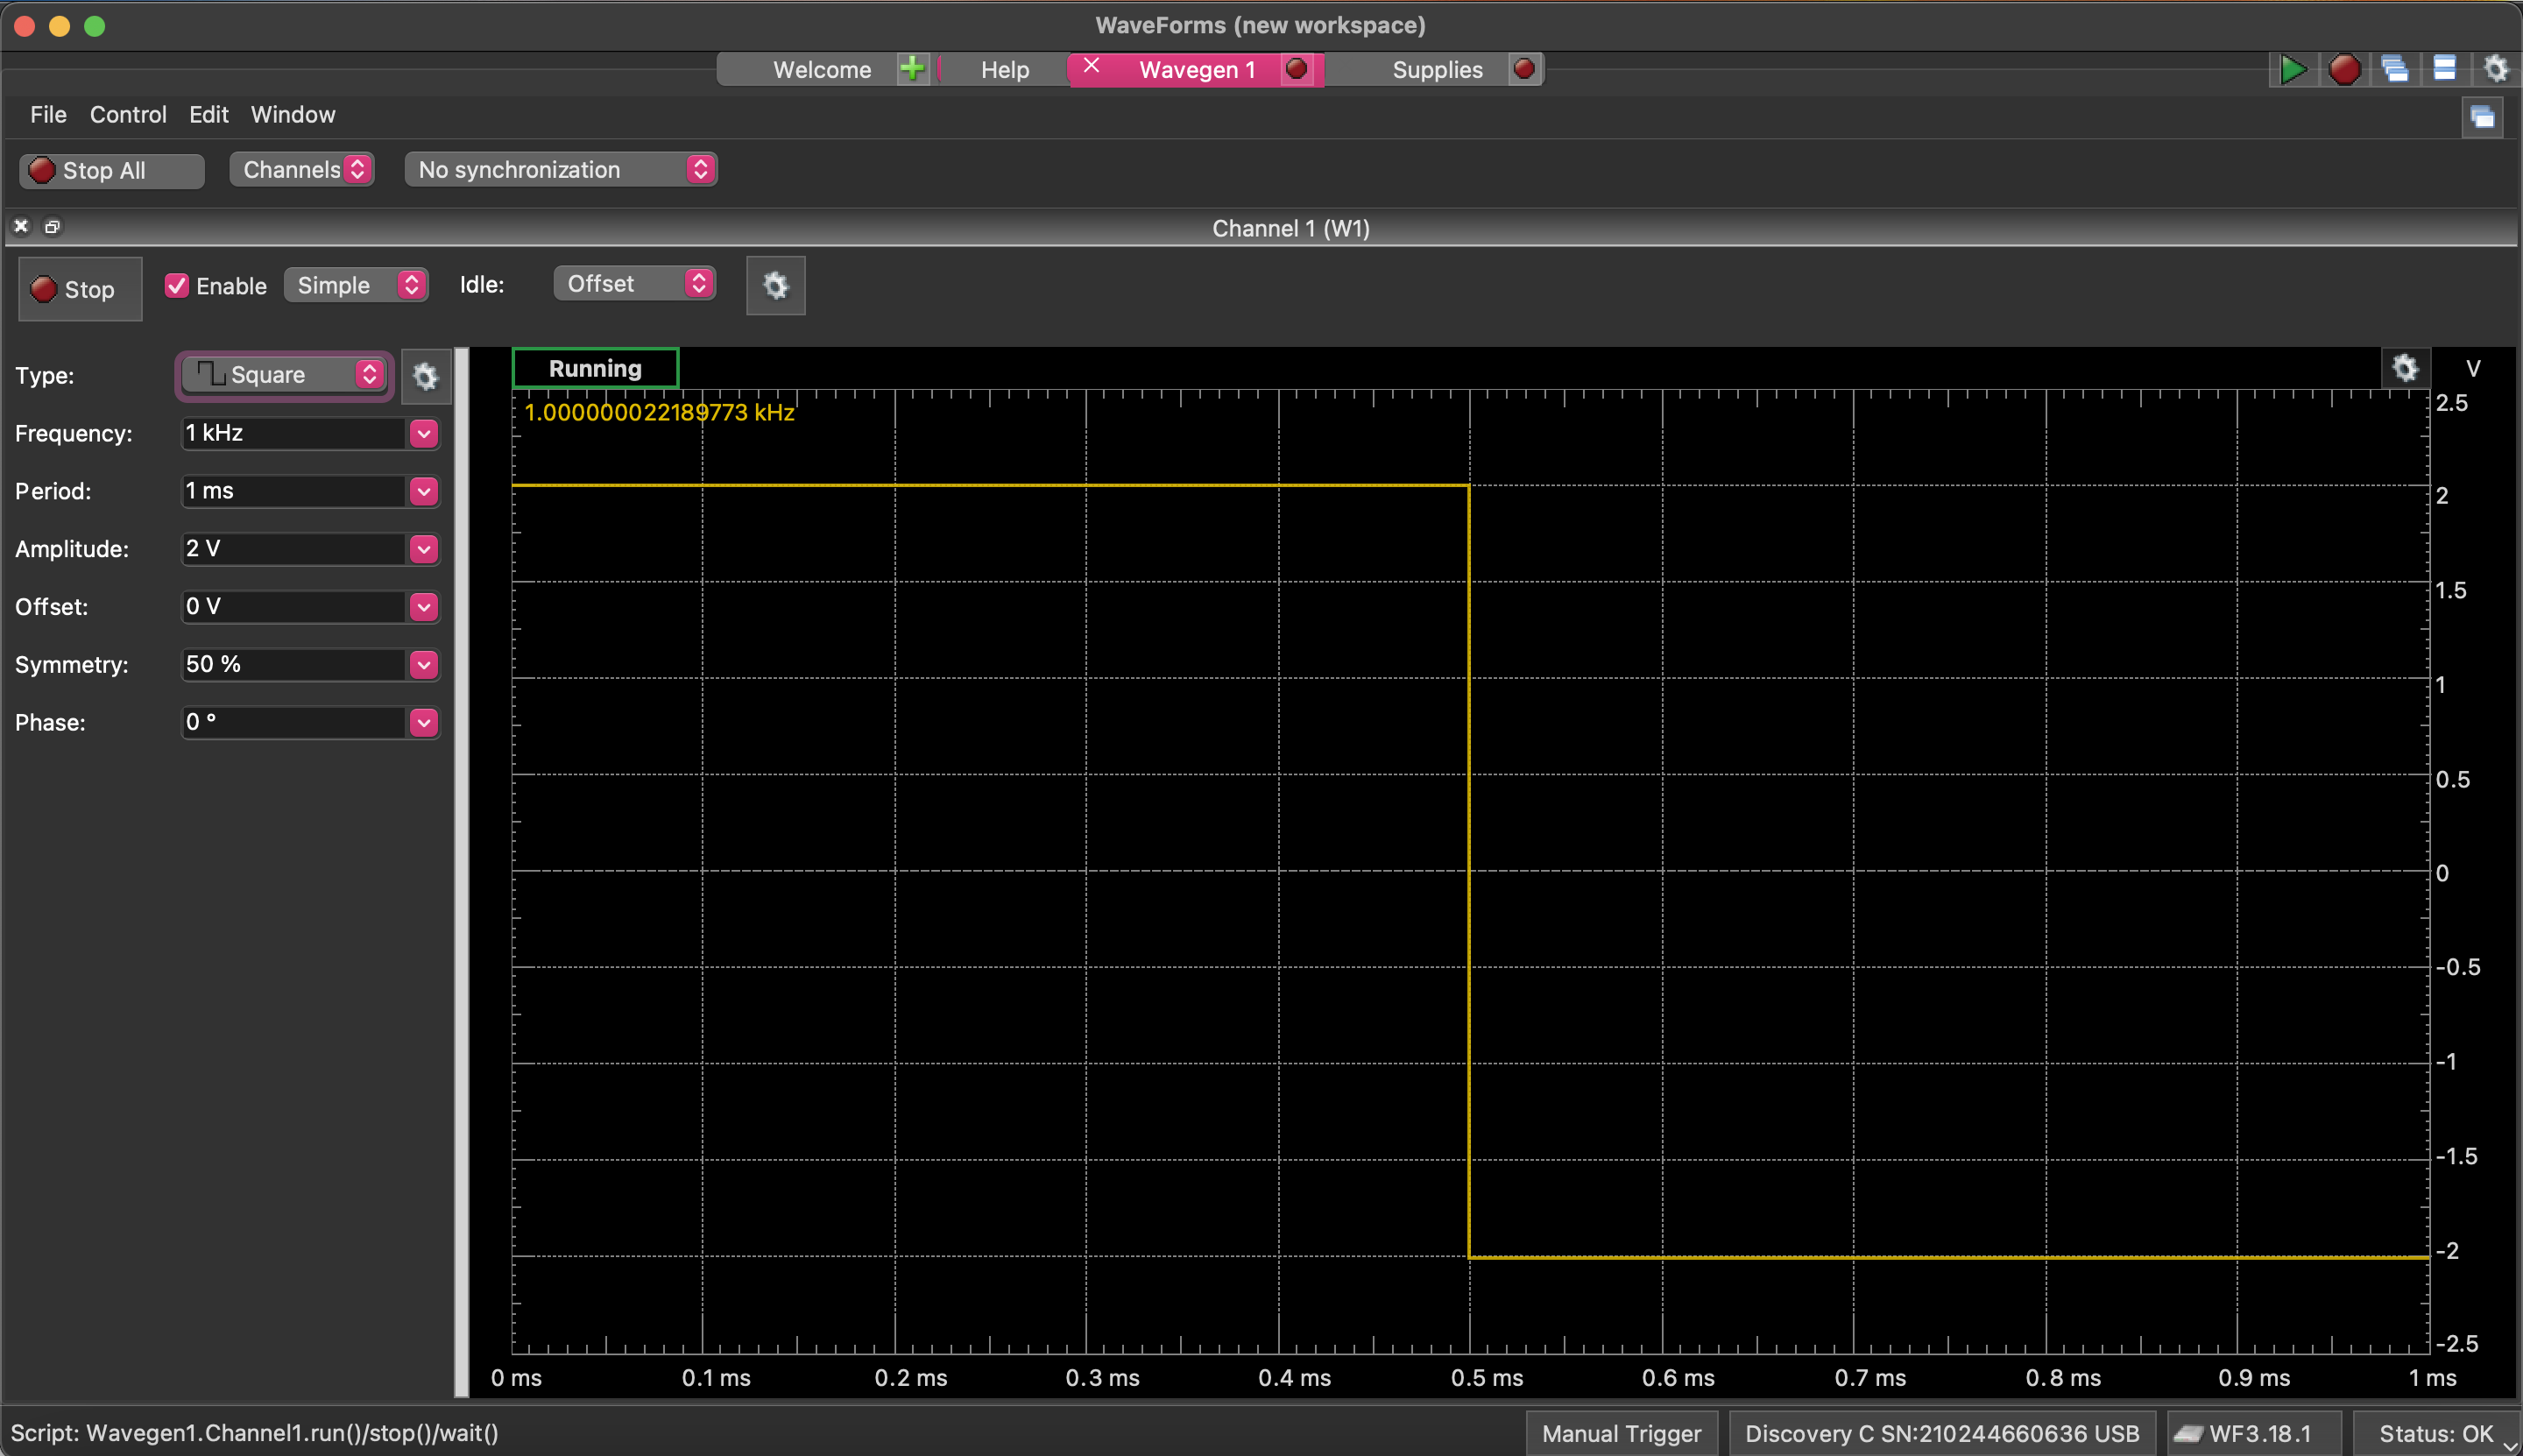 WaveForms (new workspace)
Welcome Help Wavegen 1 Supplies
File Control Edit Window
Stop All Channels No synchronization
Channel 1 (W1)
Stop Enable Simple Idle: Offset
Type: Square
Running V
1.000000022189773 kHz
Frequency: 1 kHz
Period: 1 ms
Amplitude: 2 V
Offset: 0 V
Symmetry: 50 %
Phase: 0 °
2.5
2
1.5
1
0.5
0
-0.5
-1
-1.5
-2
-2.5
0 ms 0.1 ms 0.2 ms 0.3 ms 0.4 ms 0.5 ms 0.6 ms 0.7 ms 0.8 ms 0.9 ms 1 ms
Script: Wavegen1.Channel1.run()/stop()/wait() Manual Trigger Discovery C SN:210244660636 USB WF3.18.1 Status: OK